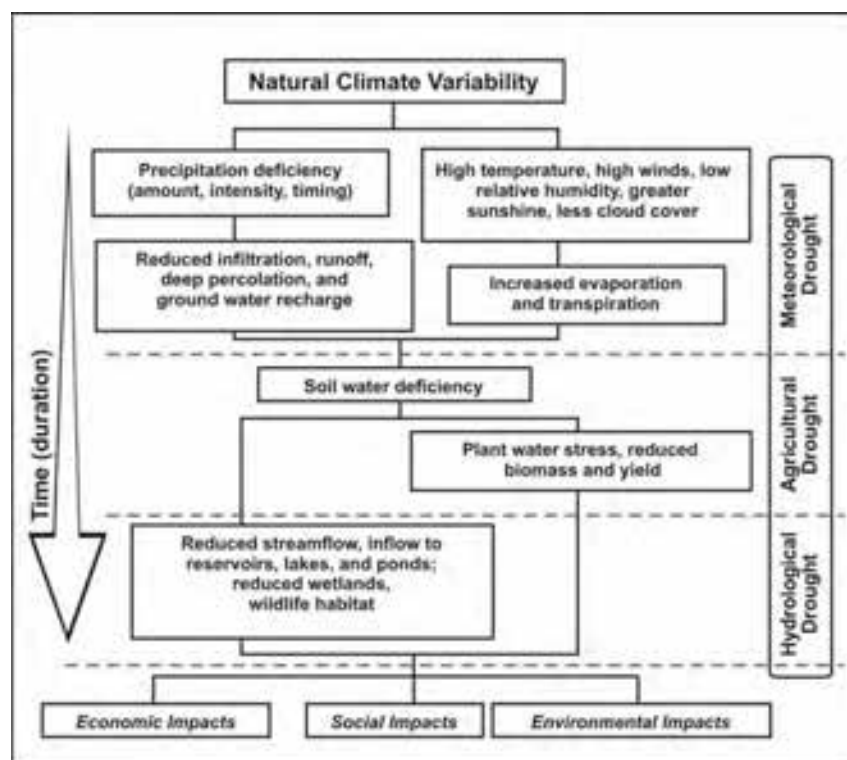 Natural Climate Variability
Precipitation deficiency
(amount, intensity, timing)
High temperature, high winds, low
relative humidity, greater
sunshine, less cloud cover
Reduced infiltration, runoff,
deep percolation, and
ground water recharge
Increased evaporation
and transpiration
Meteorological
Drought
Time (duration)
Soil water deficiency
Plant water stress, reduced
biomass and yield
Agricultural
Drought
Reduced streamflow, inflow to
reservoirs, lakes, and ponds;
reduced wetlands,
wildlife habitat
Hydrological
Drought
Economic Impacts
Social Impacts
Environmental Impacts